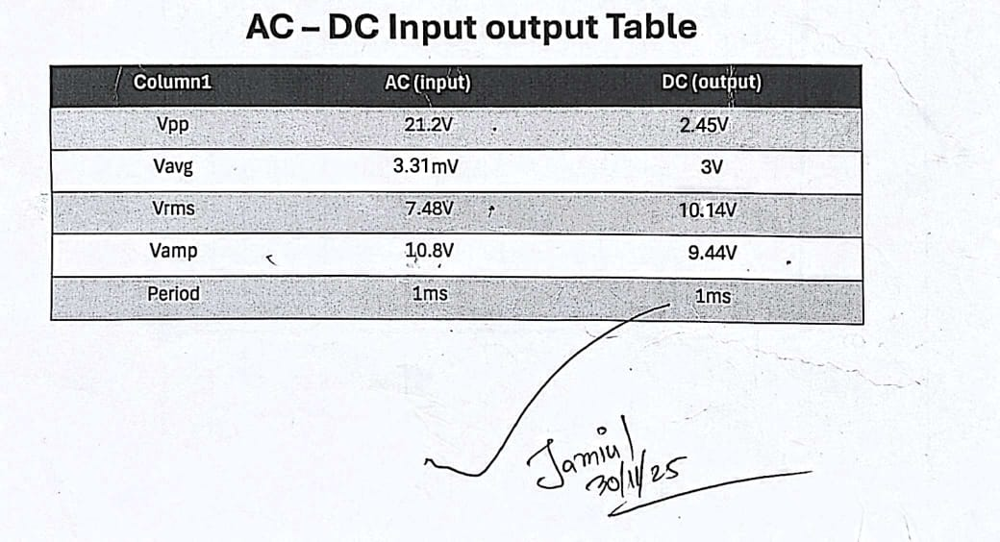 AC – DC Input output Table
Column1 AC (input) DC (output)
Vpp 21.2V 2.45V
Vavg 3.31mV 3V
Vrms 7.48V 10.14V
Vamp 10.8V 9.44V
Period 1ms 1ms
Jamiul
30/11/25